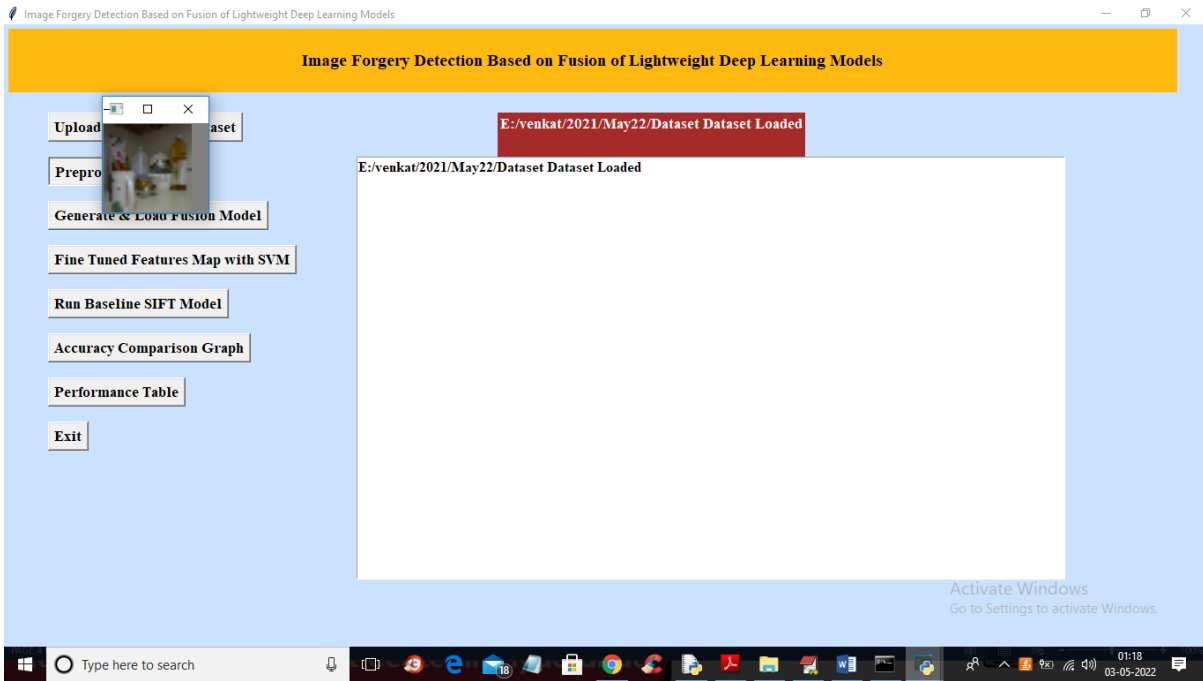 Image Forgery Detection Based on Fusion of Lightweight Deep Learning Models
Image Forgery Detection Based on Fusion of Lightweight Deep Learning Models
Upload aset
E:/venkat/2021/May22/Dataset Dataset Loaded
Prepro
E:/venkat/2021/May22/Dataset Dataset Loaded
Generate & Load Fusion Model
Fine Tuned Features Map with SVM
Run Baseline SIFT Model
Accuracy Comparison Graph
Performance Table
Exit
Activate Windows
Go to Settings to activate Windows.
Type here to search
18
01:18
03-05-2022